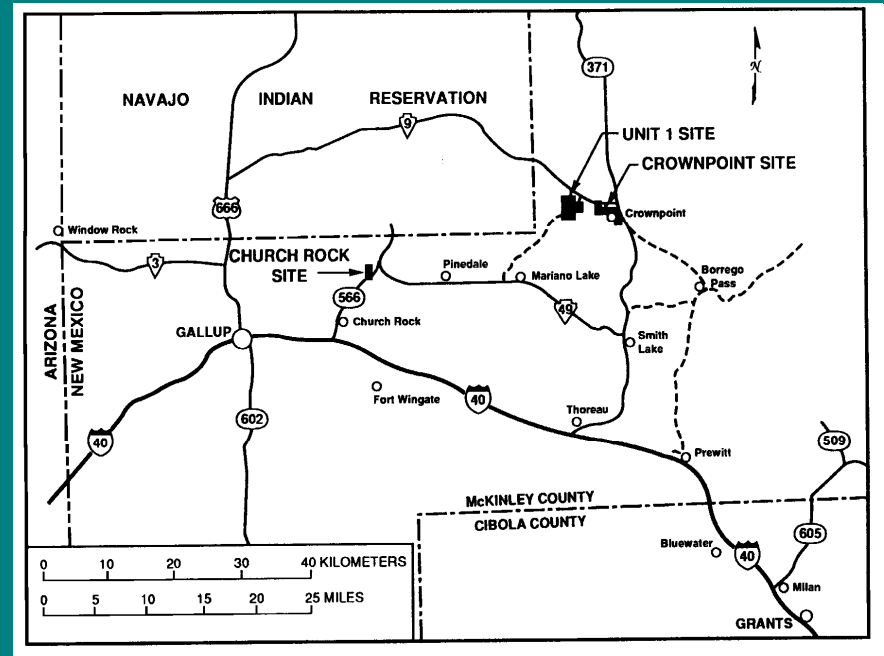 371
NAVAJO INDIAN RESERVATION
N
9
UNIT 1 SITE
CROWNPOINT SITE
666
Crownpoint
Window Rock
CHURCH ROCK
SITE
3
Pinedale
Mariano Lake
Borrego
Pass
566
49
Church Rock
GALLUP
Smith
Lake
ARIZONA
NEW MEXICO
Fort Wingate
40
602
Thoreau
40
509
Prewitt
McKINLEY COUNTY
CIBOLA COUNTY
605
Bluewater
40
Milan
GRANTS
0 10 20 30 40 KILOMETERS
0 5 10 15 20 25 MILES